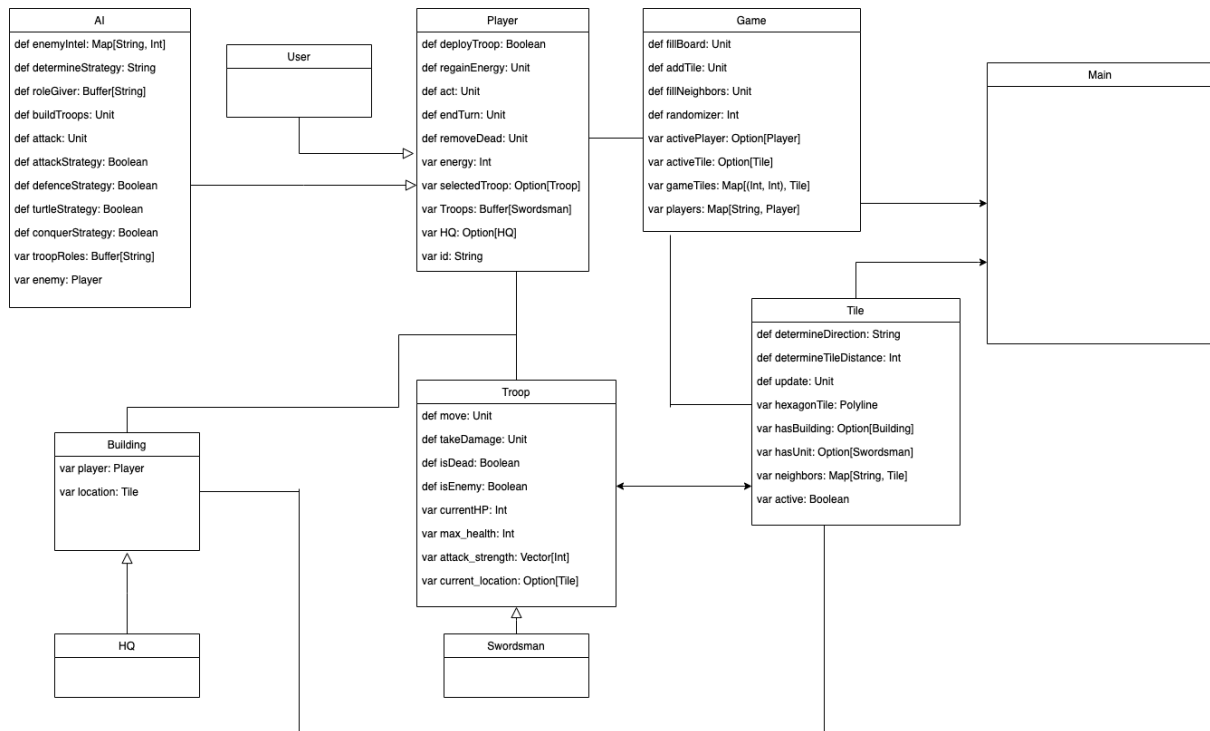 AI
def enemyIntel: Map[String, Int]
def determineStrategy: String
def roleGiver: Buffer[String]
def buildTroops: Unit
def attack: Unit
def attackStrategy: Boolean
def defenceStrategy: Boolean
def turtleStrategy: Boolean
def conquerStrategy: Boolean
var troopRoles: Buffer[String]
var enemy: Player
User
Player
def deployTroop: Boolean
def regainEnergy: Unit
def act: Unit
def endTurn: Unit
def removeDead: Unit
var energy: Int
var selectedTroop: Option[Troop]
var Troops: Buffer[Swordsman]
var HQ: Option[HQ]
var id: String
Game
def fillBoard: Unit
def addTile: Unit
def fillNeighbors: Unit
def randomizer: Int
var activePlayer: Option[Player]
var activeTile: Option[Tile]
var gameTiles: Map[(Int, Int), Tile]
var players: Map[String, Player]
Main
Tile
def determineDirection: String
def determineTileDistance: Int
def update: Unit
var hexagonTile: Polyline
var hasBuilding: Option[Building]
var hasUnit: Option[Swordsman]
var neighbors: Map[String, Tile]
var active: Boolean
Troop
def move: Unit
def takeDamage: Unit
def isDead: Boolean
def isEnemy: Boolean
var currentHP: Int
var max_health: Int
var attack_strength: Vector[Int]
var current_location: Option[Tile]
Building
var player: Player
var location: Tile
HQ
Swordsman